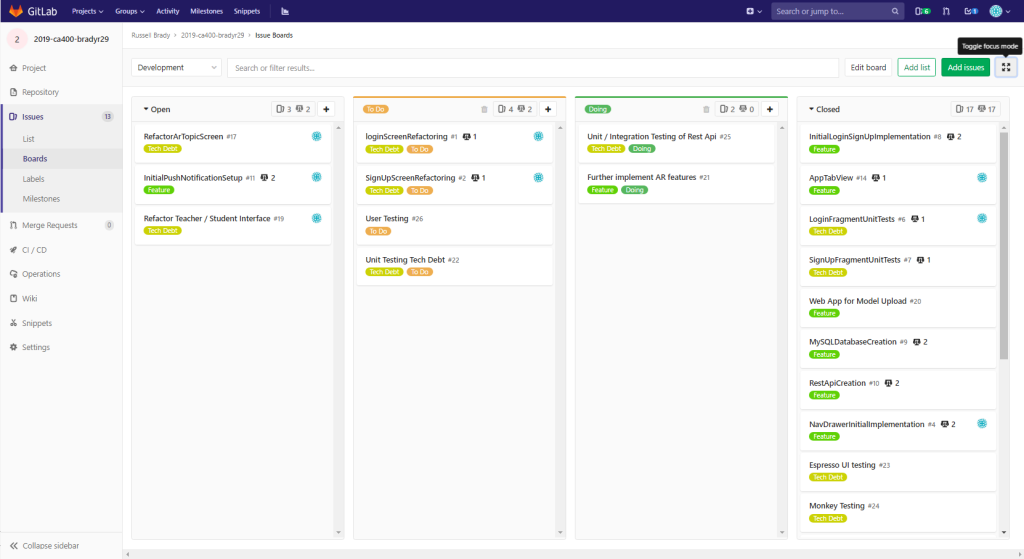 GitLab Projects Groups Activity Milestones Snippets Search or jump to... 6 1
Toggle focus mode
2 2019-ca400-bradyr29
Russell Brady > 2019-ca400-bradyr29 > Issue Boards
Development Search or filter results... Edit board Add list Add issues
Project
Repository
Issues 13
List
Boards
Labels
Milestones
Merge Requests 0
CI / CD
Operations
Wiki
Snippets
Settings
Collapse sidebar
Open 3 2 +
RefactorArTopicScreen #17
Tech Debt
InitialPushNotificationSetup #11 2
Feature
Refactor Teacher / Student Interface #19
Tech Debt
To Do 4 2 +
loginScreenRefactoring #1 1
Tech Debt To Do
SignUpScreenRefactoring #2 1
Tech Debt To Do
User Testing #26
To Do
Unit Testing Tech Debt #22
Tech Debt To Do
Doing 2 0 +
Unit / Integration Testing of Rest Api #25
Tech Debt Doing
Further implement AR features #21
Feature Doing
Closed 17 17
InitialLoginSignUpImplementation #8 2
Feature
AppTabView #14 1
Feature
LoginFragmentUnitTests #6 1
Tech Debt
SignUpFragmentUnitTests #7 1
Tech Debt
Web App for Model Upload #20
Feature
MySQLDatabaseCreation #9 2
Feature
RestApiCreation #10 2
Feature
NavDrawerInitialImplementation #4 2
Feature
Espresso UI testing #23
Tech Debt
Monkey Testing #24
Tech Debt